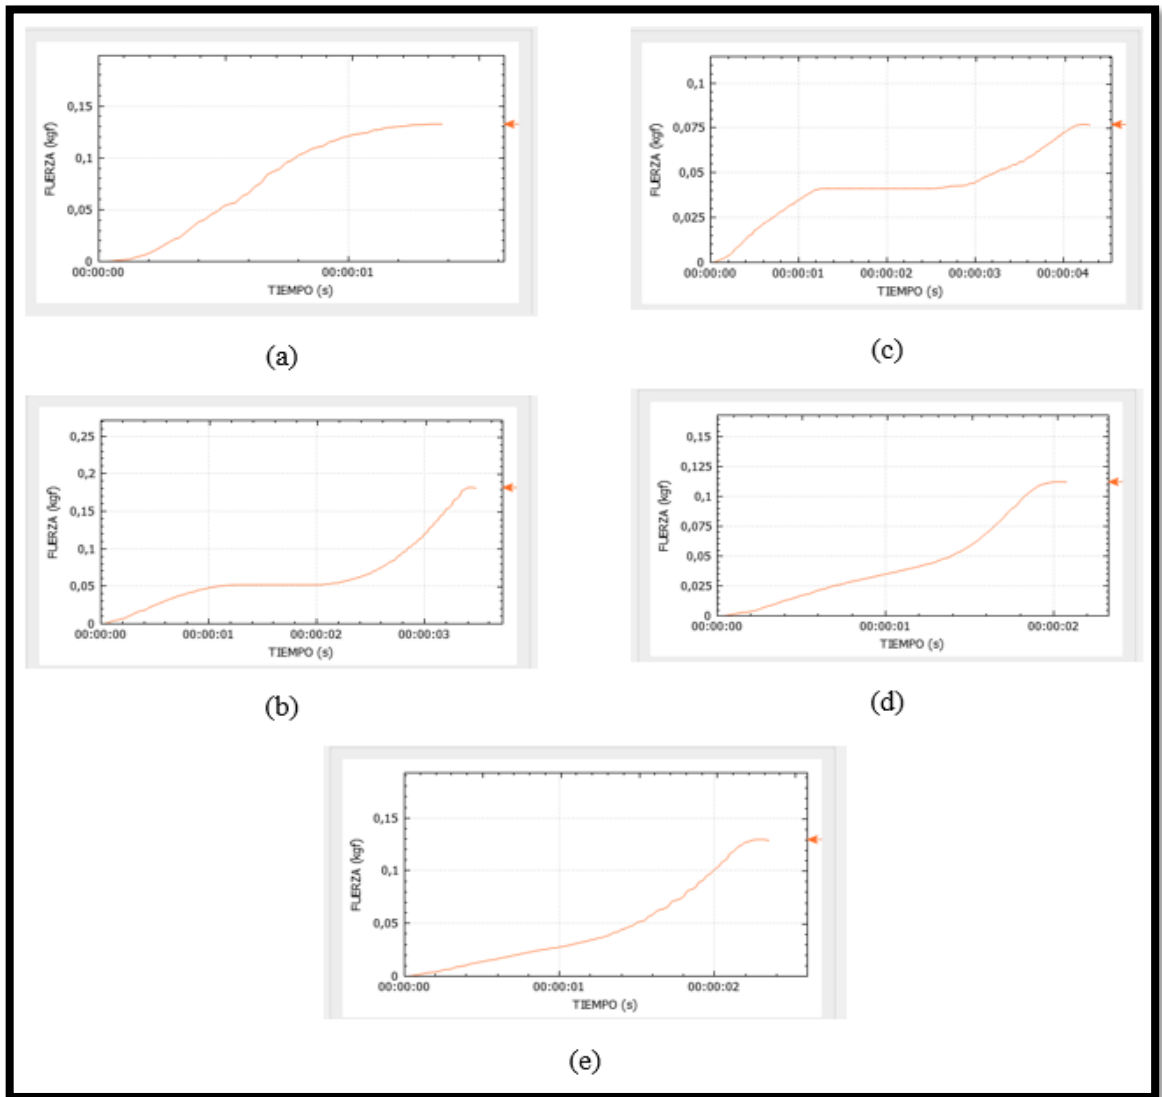 0,15
0,1
0,05
0
FUERZA (kgf)
00:00:00 00:00:01
TIEMPO (s)
(a)
0,1
0,075
0,05
0,025
0
FUERZA (kgf)
00:00:00 00:00:01 00:00:02 00:00:03 00:00:04
TIEMPO (s)
(c)
0,25
0,2
0,15
0,1
0,05
0
FUERZA (kgf)
00:00:00 00:00:01 00:00:02 00:00:03
TIEMPO (s)
(b)
0,15
0,125
0,1
0,075
0,05
0,025
0
FUERZA (kgf)
00:00:00 00:00:01 00:00:02
TIEMPO (s)
(d)
0,15
0,1
0,05
0
FUERZA (kgf)
00:00:00 00:00:01 00:00:02
TIEMPO (s)
(e)